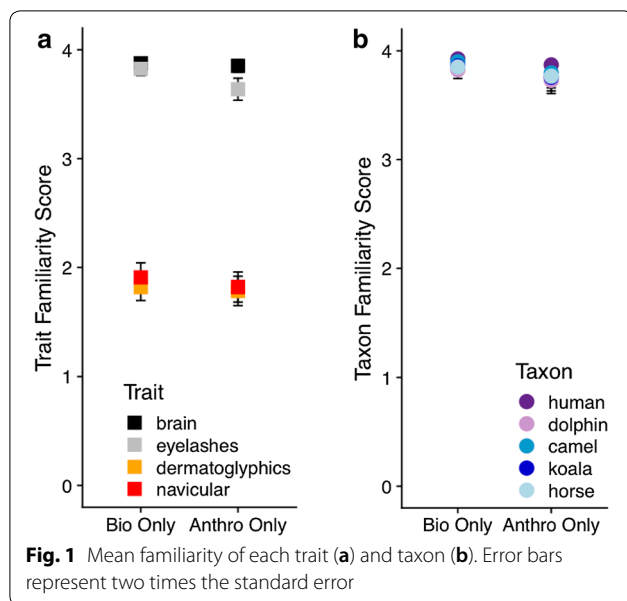 a
Trait Familiarity Score
4
3
2
1
0
Trait
brain
eyelashes
dermatoglyphics
navicular
Bio Only Anthro Only
b
Taxon Familiarity Score
4
3
2
1
0
Taxon
human
dolphin
camel
koala
horse
Bio Only Anthro Only
Fig. 1 Mean familiarity of each trait (a) and taxon (b). Error bars
represent two times the standard error